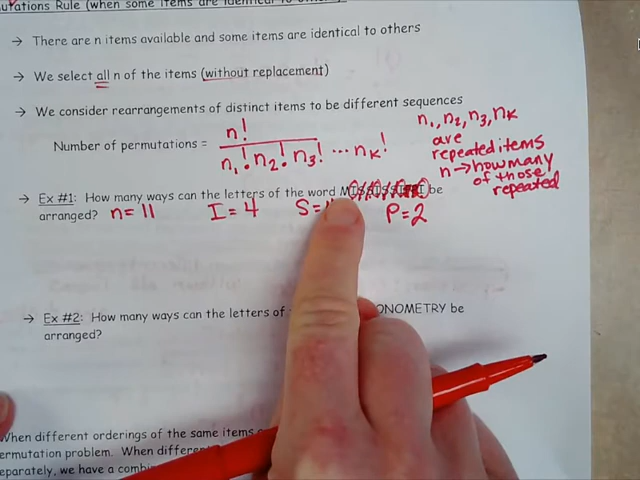 utations Rule (when some items are identical to others)
→ There are n items available and some items are identical to others
→ We select all n of the items (without replacement)
→ We consider rearrangements of distinct items to be different sequences
Number of permutations = n! / n₁! n₂! n₃! ... nₖ!
n₁, n₂, n₃, nₖ
are
repeated items
n → how many
of those
repeated
→ Ex #1: How many ways can the letters of the word MISSISSIPPI be
arranged? n = 11 I = 4 S = P = 2
→ Ex #2: How many ways can the letters of ONOMETRY be
arranged?
When different orderings of the same items
ermutation problem. When differe
eparately, we have a combin